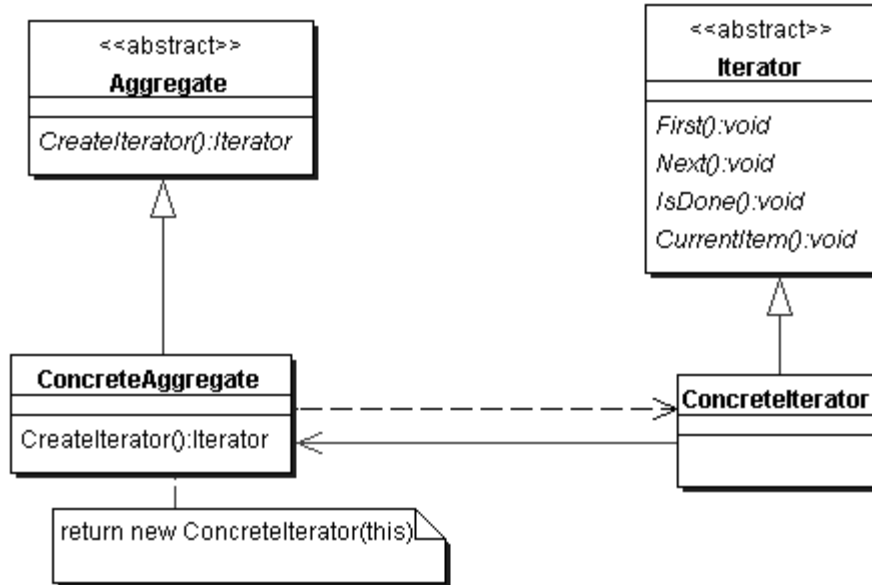 <<abstract>>
Aggregate
CreateIterator():Iterator
<<abstract>>
Iterator
First():void
Next():void
IsDone():void
CurrentItem():void
ConcreteAggregate
CreateIterator():Iterator
ConcreteIterator
return new ConcreteIterator(this)